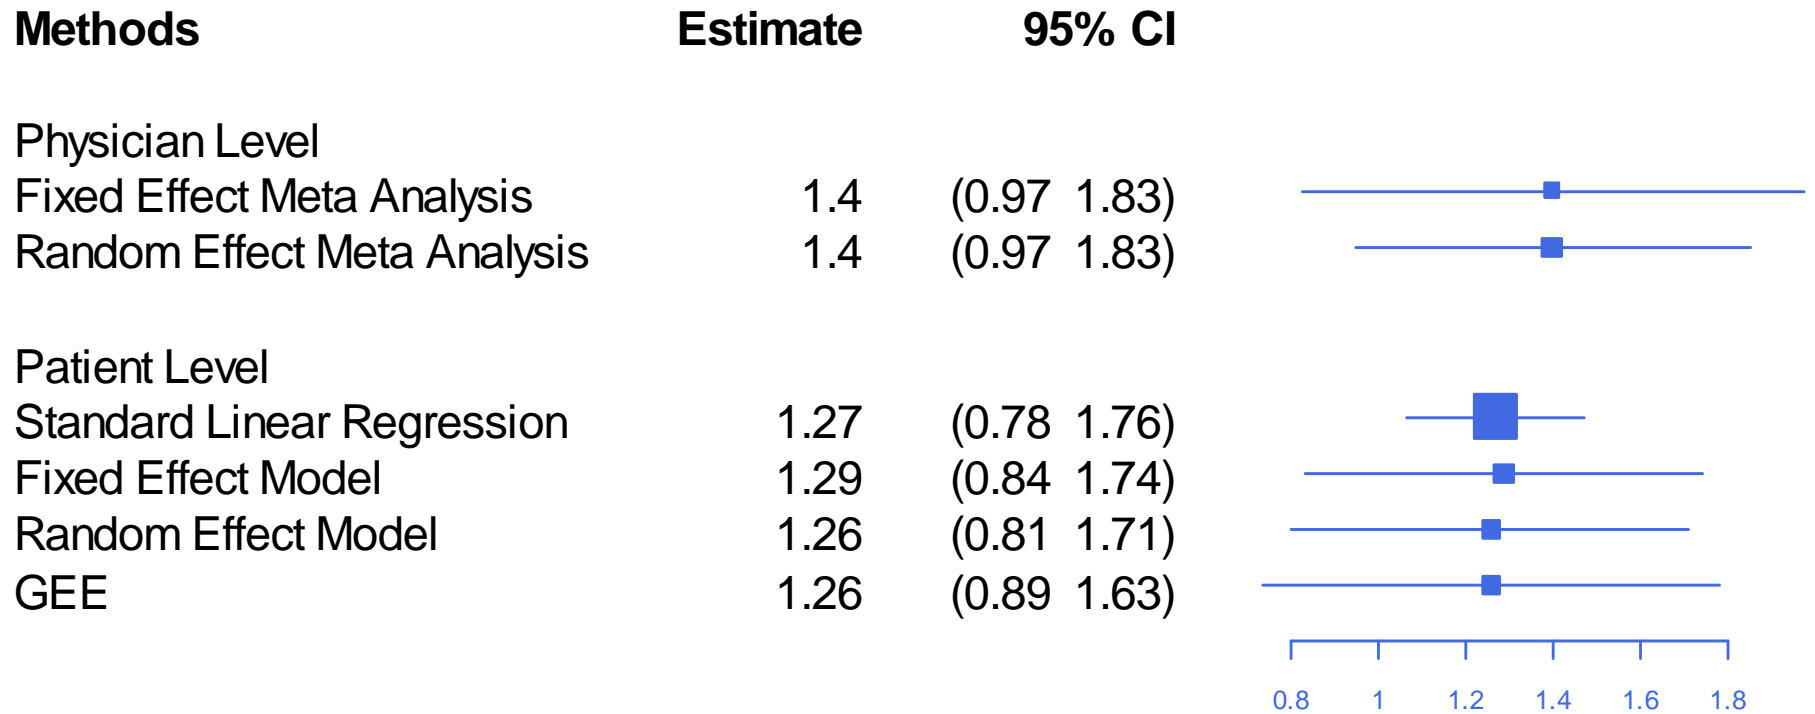 Methods Estimate 95% CI
Physician Level
Fixed Effect Meta Analysis 1.4 (0.97 1.83)
Random Effect Meta Analysis 1.4 (0.97 1.83)
Patient Level
Standard Linear Regression 1.27 (0.78 1.76)
Fixed Effect Model 1.29 (0.84 1.74)
Random Effect Model 1.26 (0.81 1.71)
GEE 1.26 (0.89 1.63)
0.8 1 1.2 1.4 1.6 1.8